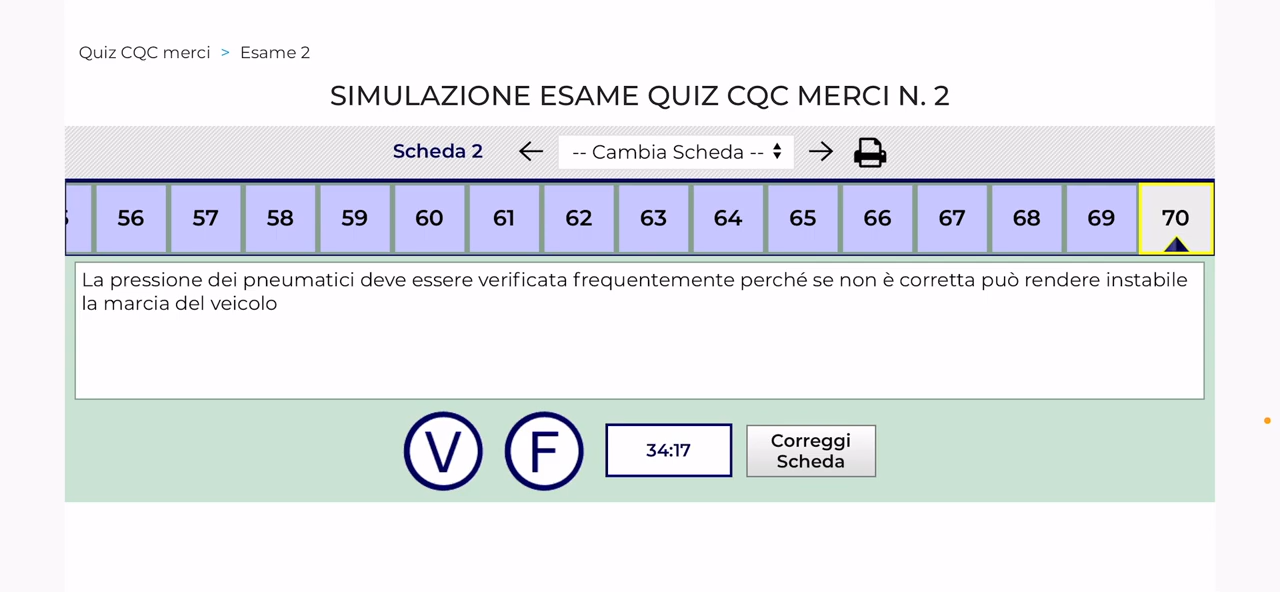 Quiz CQC merci > Esame 2
SIMULAZIONE ESAME QUIZ CQC MERCI N. 2
Scheda 2 ← -- Cambia Scheda -- →
56 57 58 59 60 61 62 63 64 65 66 67 68 69 70
La pressione dei pneumatici deve essere verificata frequentemente perché se non è corretta può rendere instabile
la marcia del veicolo
V F 34:17 Correggi
Scheda